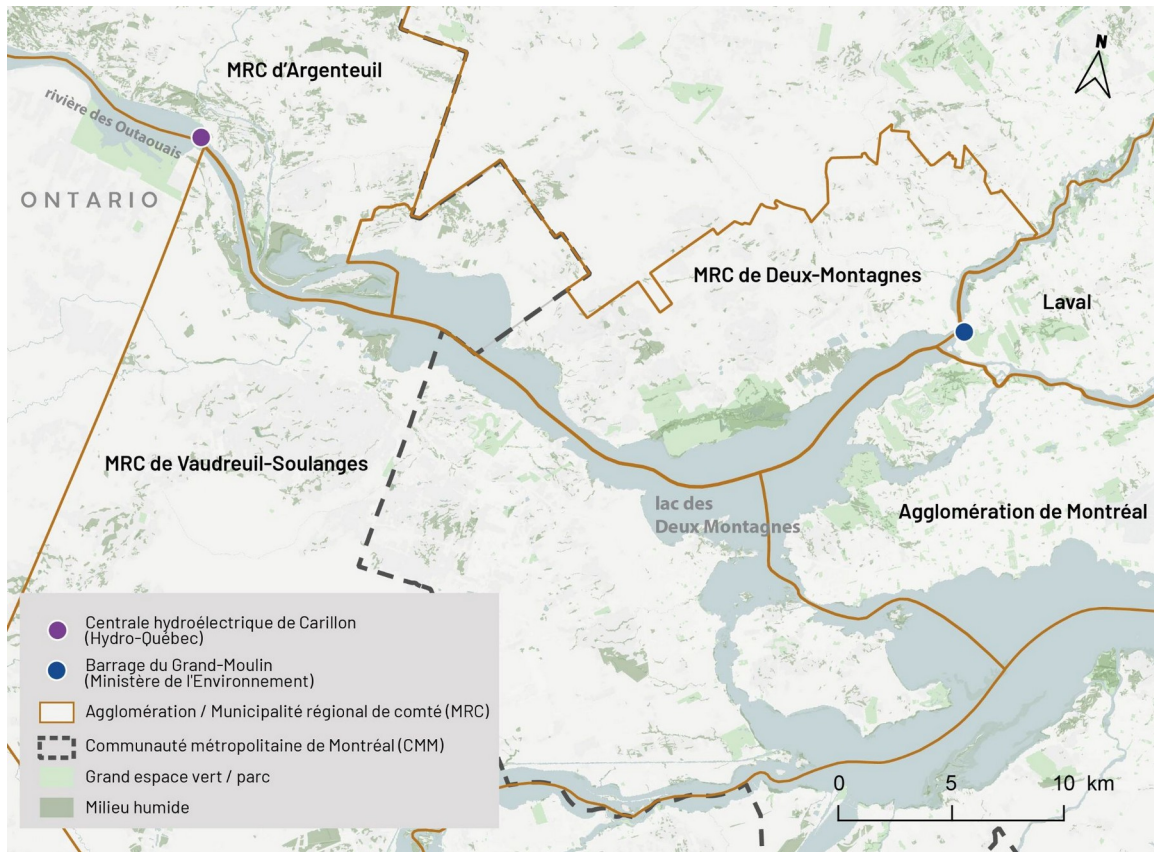 N
MRC d'Argenteuil
rivière des Outaouais
ONTARIO
MRC de Deux-Montagnes
Laval
MRC de Vaudreuil-Soulanges
lac des
Deux Montagnes
Agglomération de Montréal
Centrale hydroélectrique de Carillon
(Hydro-Québec)
Barrage du Grand-Moulin
(Ministère de l'Environnement)
Agglomération / Municipalité régional de comté (MRC)
Communauté métropolitaine de Montréal (CMM)
Grand espace vert / parc
Milieu humide
0 5 10 km